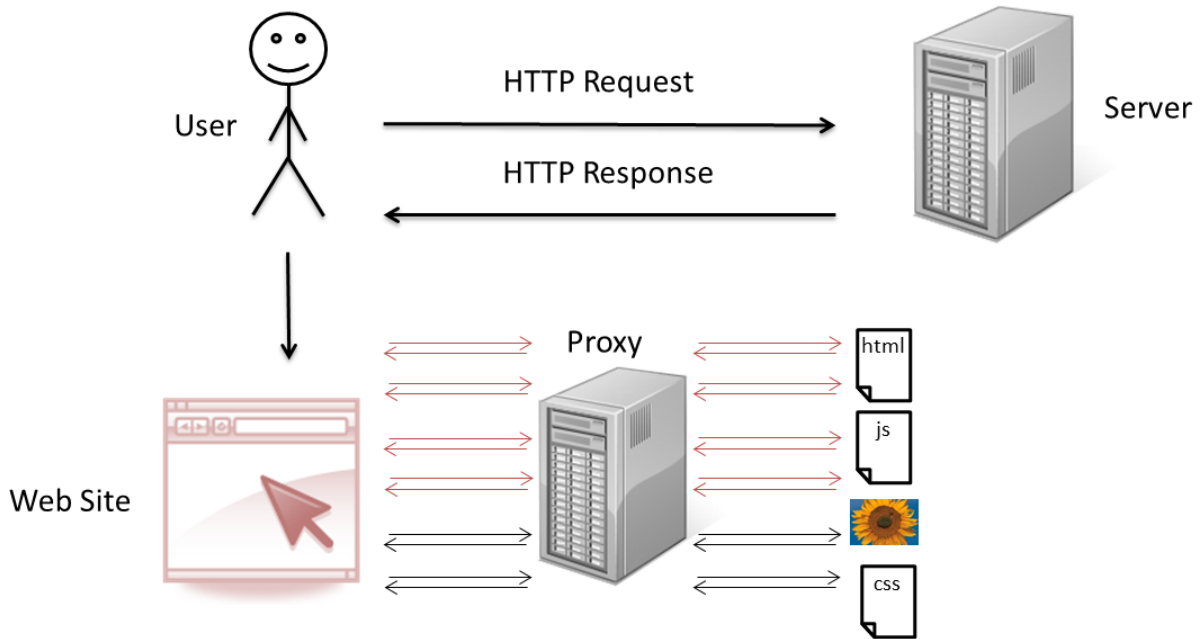 HTTP Request
User
Server
HTTP Response
Proxy
html
js
Web Site
css